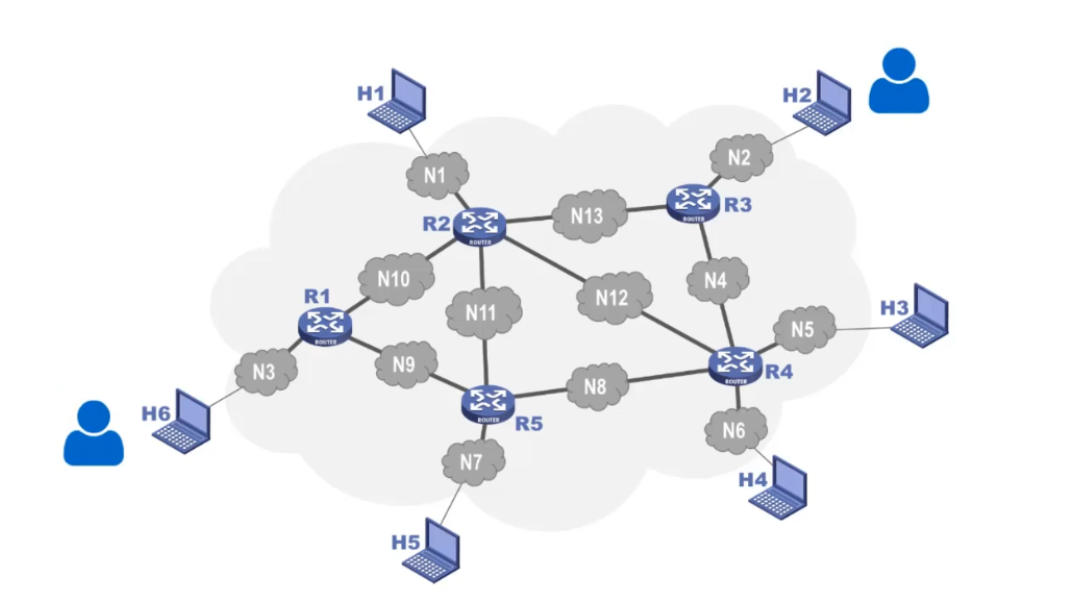 H1
H2
N1
N2
R2
ROUTER
N13
R3
ROUTER
N10
N11
N12
N4
R1
ROUTER
H3
N5
N3
N9
N8
R4
ROUTER
H6
R5
ROUTER
N6
N7
H4
H5